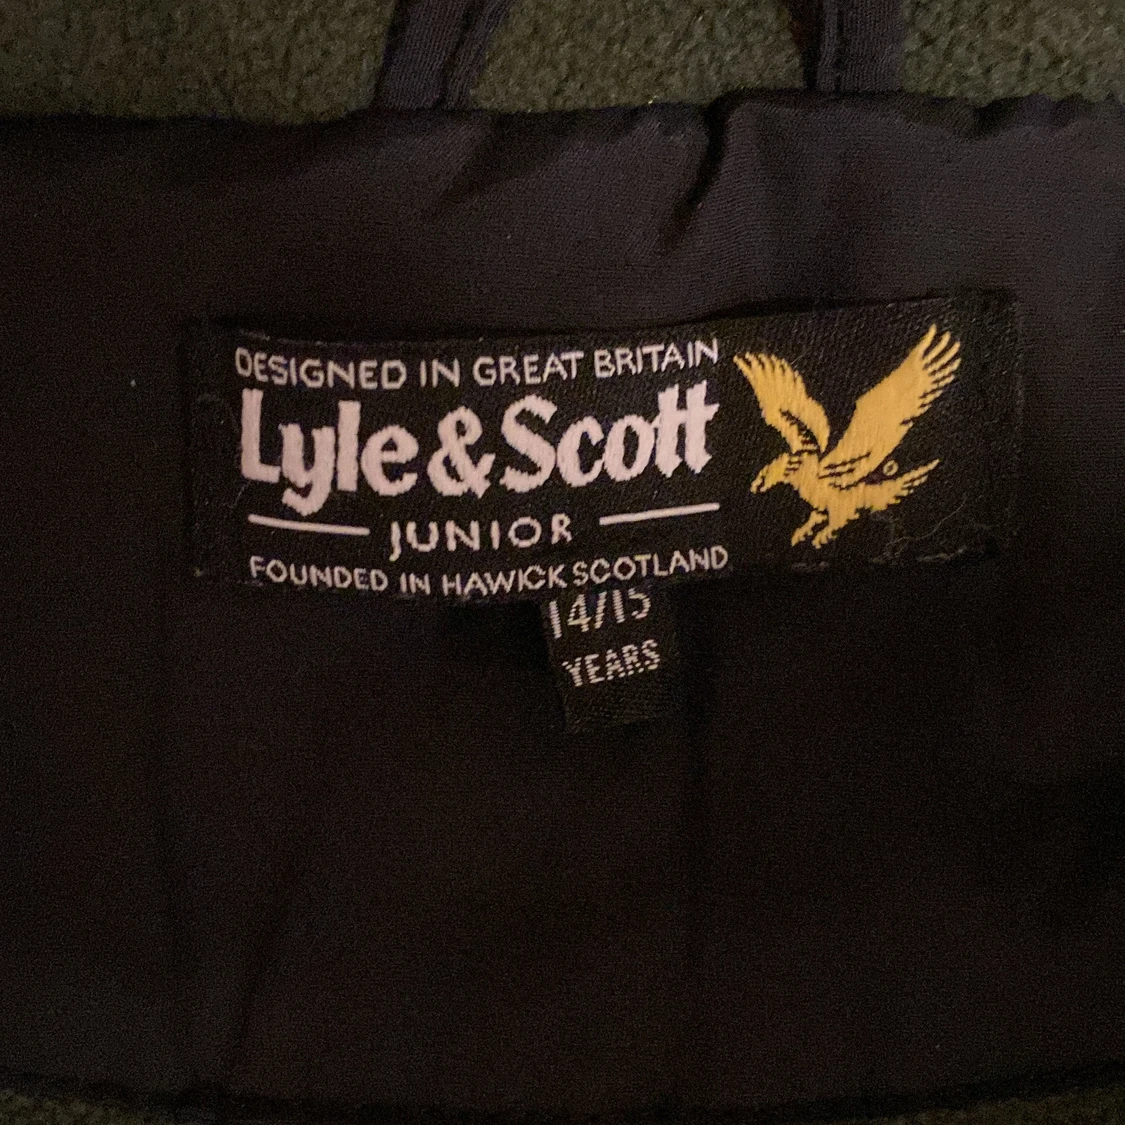 DESIGNED IN GREAT BRITAIN
Lyle & Scott
JUNIOR
FOUNDED IN HAWICK SCOTLAND
14/15
YEARS